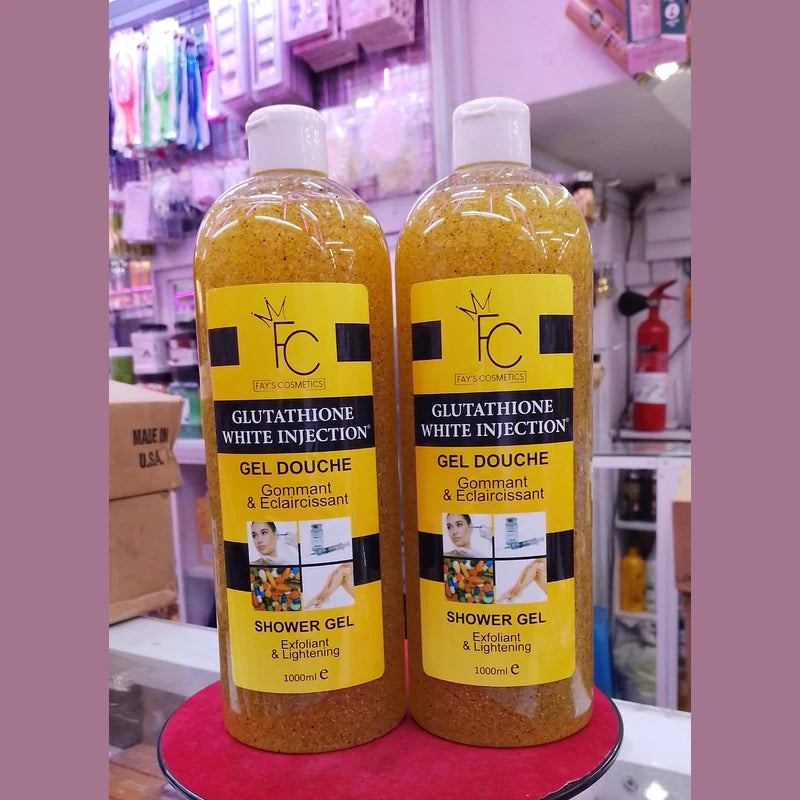 FC
FAY'S COSMETICS
GLUTATHIONE
WHITE INJECTION®
GEL DOUCHE
Gommant
& Eclaircissant
SHOWER GEL
Exfoliant
& Lightening
1000ml e
FC
FAY'S COSMETICS
GLUTATHIONE
WHITE INJECTION®
GEL DOUCHE
Gommant
& Eclaircissant
SHOWER GEL
Exfoliant
& Lightening
1000ml e
MADE IN
U.S.A.